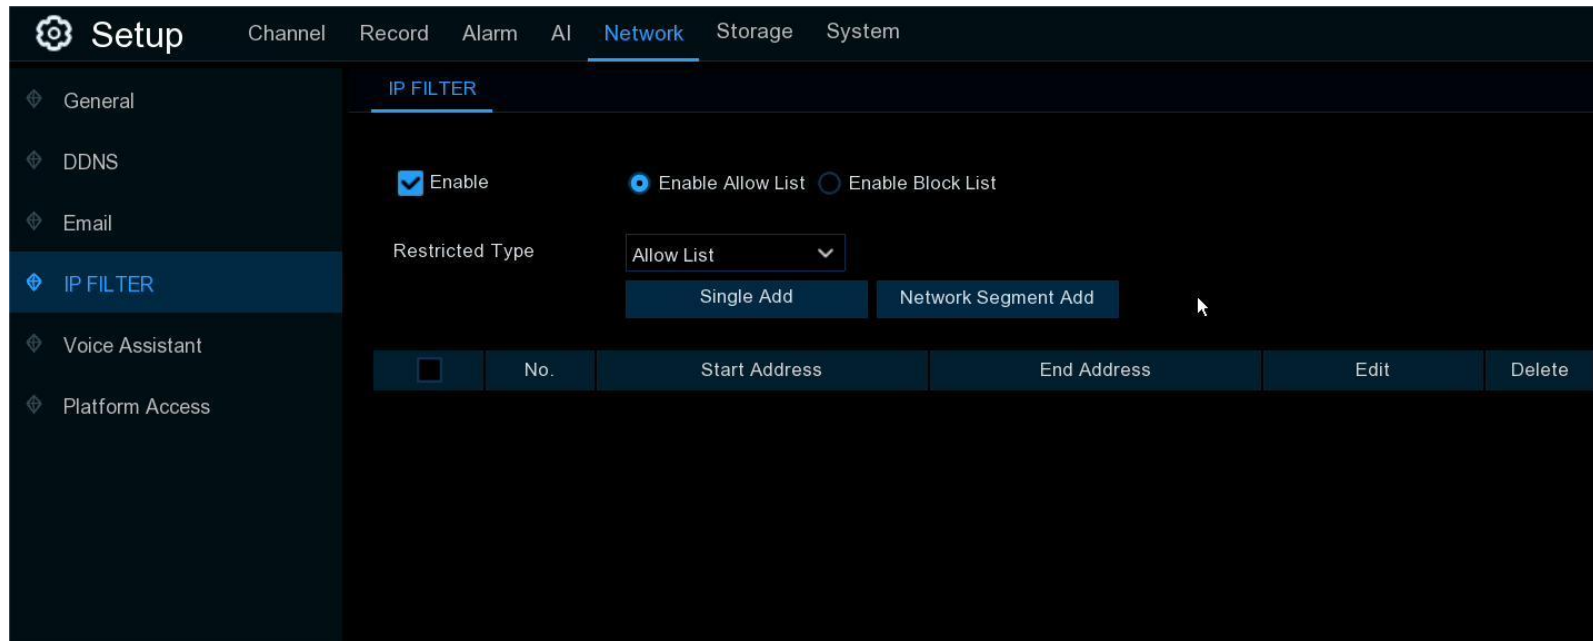 Setup Channel Record Alarm AI Network Storage System
General
DDNS
Email
IP FILTER
Voice Assistant
Platform Access
IP FILTER
Enable Enable Allow List Enable Block List
Restricted Type Allow List
Single Add Network Segment Add
No. Start Address End Address Edit Delete